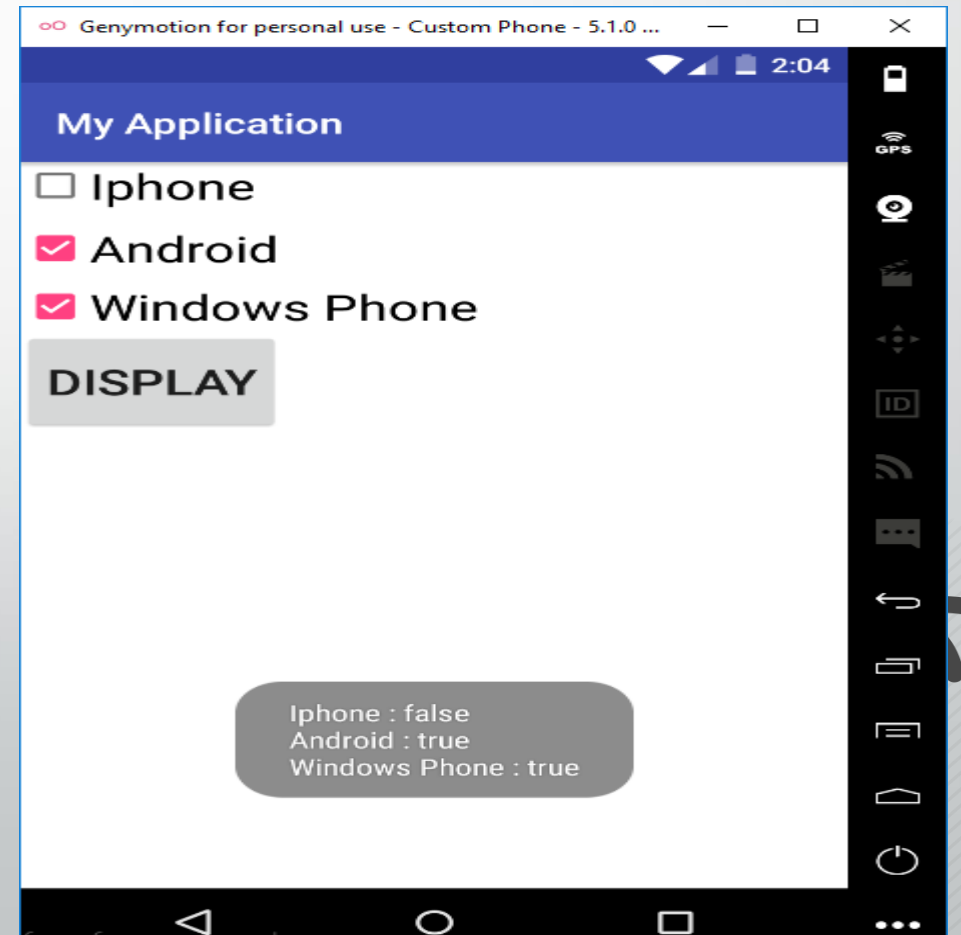 Genymotion for personal use - Custom Phone - 5.1.0 ...
2:04
My Application
GPS
Iphone
Android
Windows Phone
DISPLAY
ID
Iphone : false
Android : true
Windows Phone : true